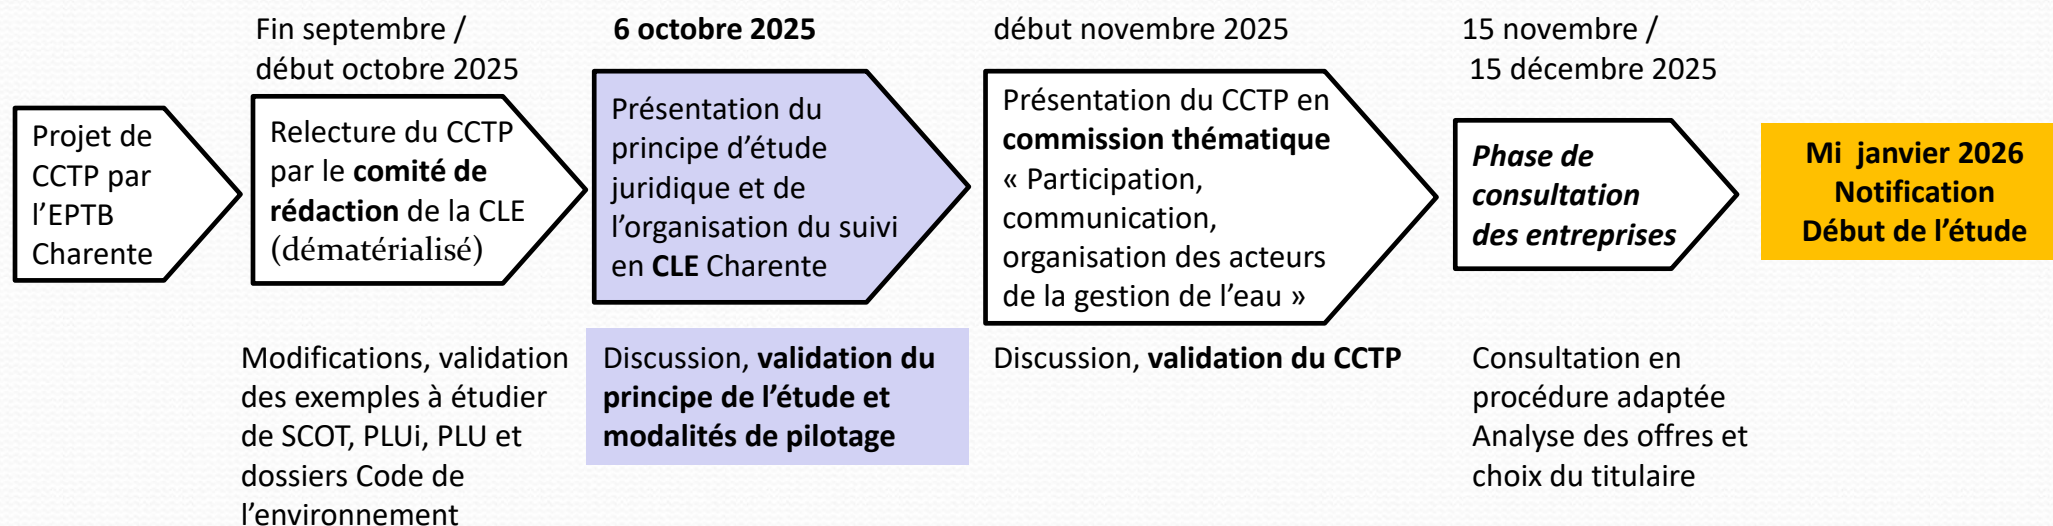 Fin septembre /
début octobre 2025
6 octobre 2025
début novembre 2025
15 novembre /
15 décembre 2025
Projet de
CCTP par
l’EPTB
Charente
Relecture du CCTP
par le comité de
rédaction de la CLE
(dématérialisé)
Présentation du
principe d’étude
juridique et de
l’organisation du suivi
en CLE Charente
Présentation du CCTP en
commission thématique
« Participation,
communication,
organisation des acteurs
de la gestion de l’eau »
Phase de
consultation
des entreprises
Mi janvier 2026
Notification
Début de l’étude
Modifications, validation
des exemples à étudier
de SCOT, PLUi, PLU et
dossiers Code de
l’environnement
Discussion, validation du
principe de l’étude et
modalités de pilotage
Discussion, validation du CCTP
Consultation en
procédure adaptée
Analyse des offres et
choix du titulaire